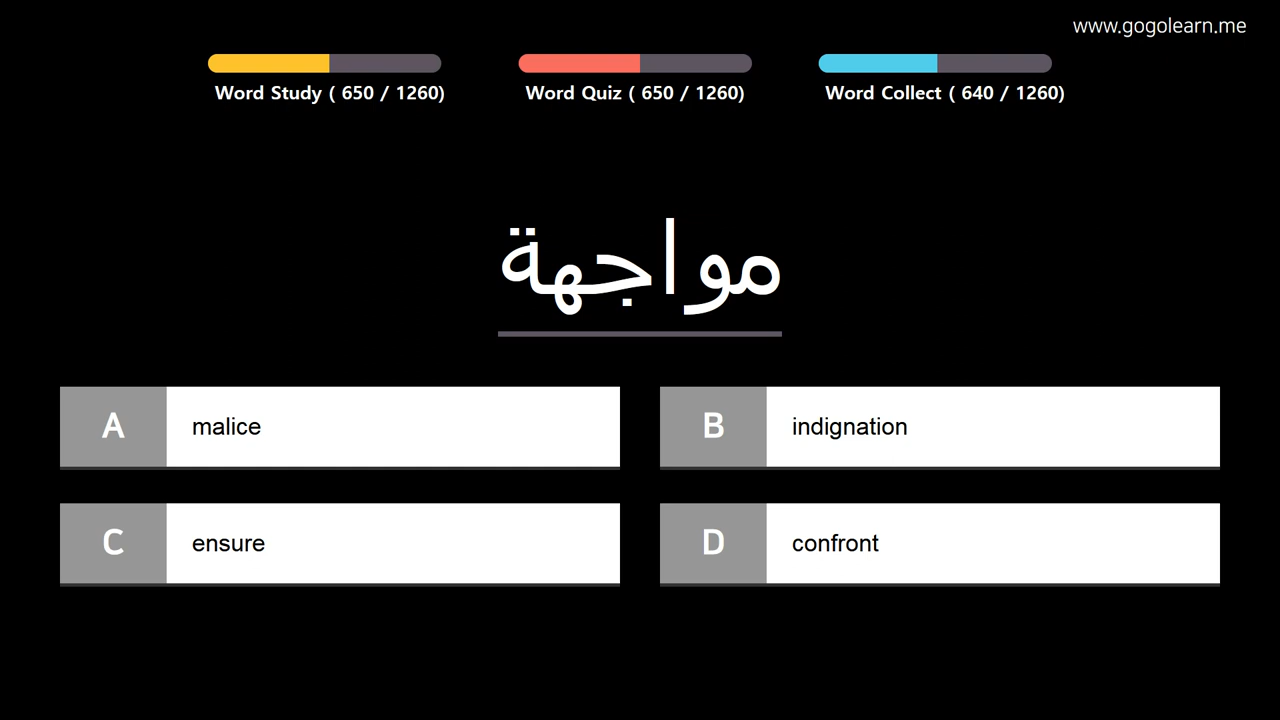 www.gogolearn.me
Word Study ( 650 / 1260)
Word Quiz ( 650 / 1260)
Word Collect ( 640 / 1260)
مواجهة
A malice
B indignation
C ensure
D confront